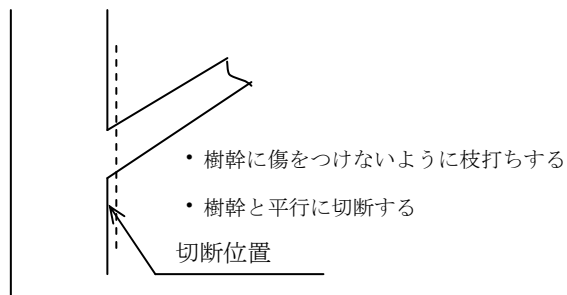 ・樹幹に傷をつけないように枝打ちする
・樹幹と平行に切断する
切断位置